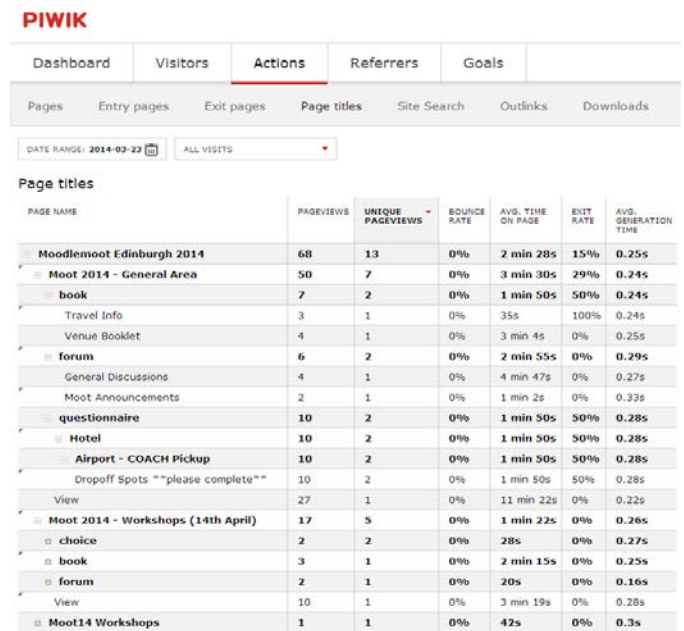 PIWIK
Dashboard Visitors Actions Referrers Goals
Pages Entry pages Exit pages Page titles Site Search Outlinks Downloads
DATE RANGE: 2014-03-23 ALL VISITS
Page titles
PAGE NAME PAGEVIEWS UNIQUE PAGEVIEWS BOUNCE RATE AVG. TIME ON PAGE EXIT RATE AVG. GENERATION TIME
Moodlemoot Edinburgh 2014 68 13 0% 2 min 28s 15% 0.25s
Moot 2014 - General Area 50 7 0% 3 min 30s 29% 0.24s
book 7 2 0% 1 min 50s 50% 0.24s
Travel Info 3 1 0% 35s 100% 0.24s
Venue Booklet 4 1 0% 3 min 4s 0% 0.25s
forum 6 2 0% 2 min 55s 0% 0.29s
General Discussions 4 1 0% 4 min 47s 0% 0.27s
Moot Announcements 2 1 0% 1 min 2s 0% 0.33s
questionnaire 10 2 0% 1 min 50s 50% 0.28s
Hotel 10 2 0% 1 min 50s 50% 0.28s
Airport - COACH Pickup 10 2 0% 1 min 50s 50% 0.28s
Dropoff Spots **please complete** 10 2 0% 1 min 50s 50% 0.28s
View 27 1 0% 11 min 22s 0% 0.22s
Moot 2014 - Workshops (14th April) 17 5 0% 1 min 22s 0% 0.26s
choice 2 2 0% 28s 0% 0.27s
book 3 1 0% 2 min 15s 0% 0.25s
forum 2 1 0% 20s 0% 0.16s
View 10 1 0% 3 min 19s 0% 0.28s
Moot14 Workshops 1 1 0% 42s 0% 0.3s